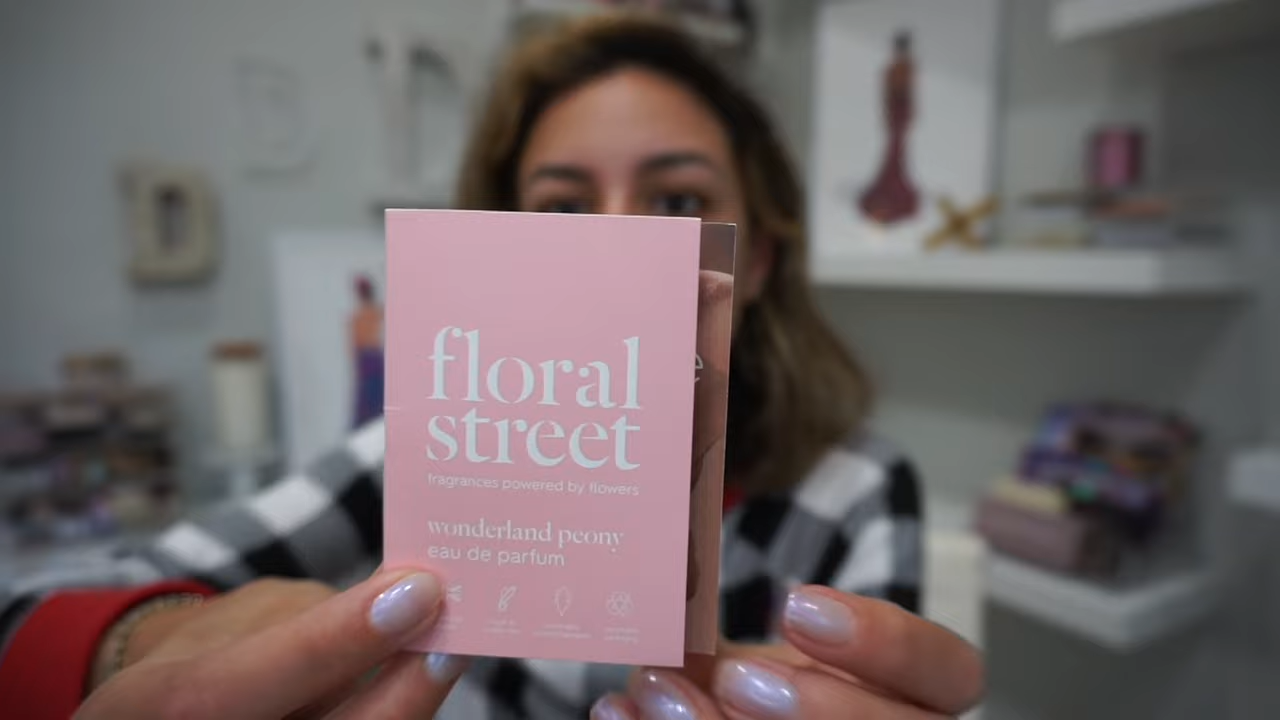 floral
street
fragrances powered by flowers
wonderland peony
eau de parfum
e